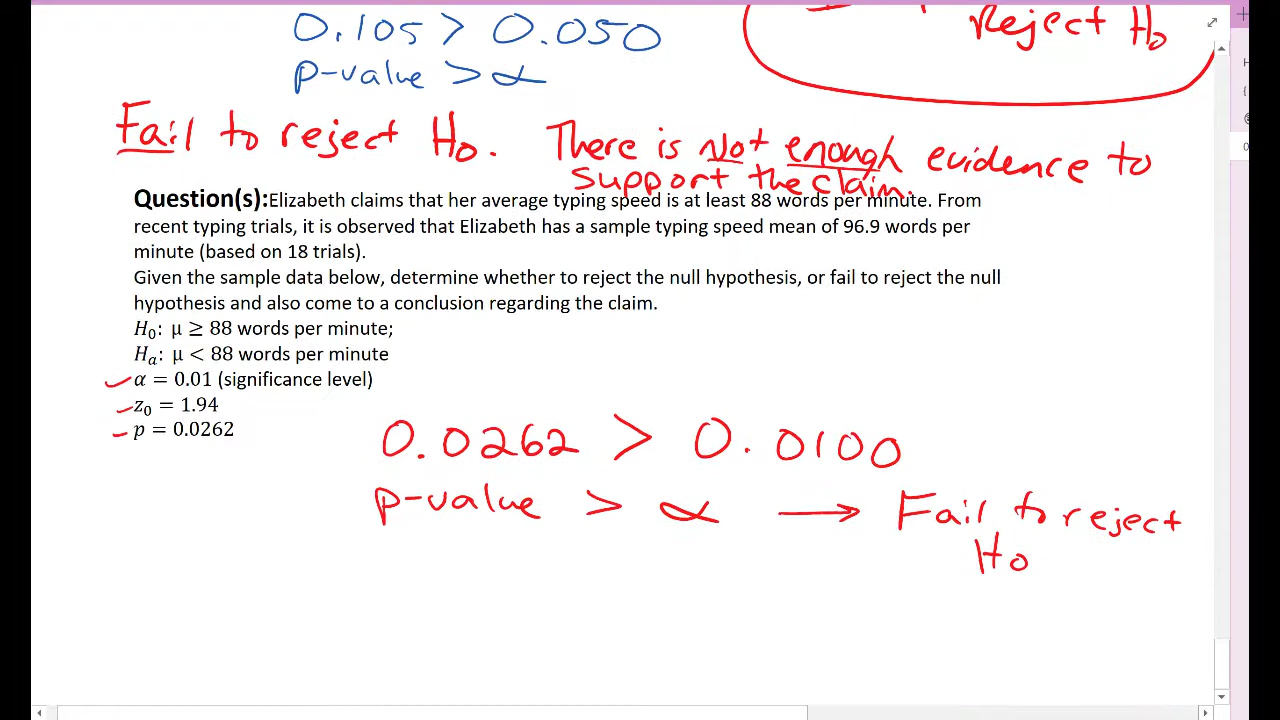 0.105 > 0.050
p-value > α
Reject H₀
Fail to reject H₀. There is not enough evidence to
support the claim.
Question(s):Elizabeth claims that her average typing speed is at least 88 words per minute. From
recent typing trials, it is observed that Elizabeth has a sample typing speed mean of 96.9 words per
minute (based on 18 trials).
Given the sample data below, determine whether to reject the null hypothesis, or fail to reject the null
hypothesis and also come to a conclusion regarding the claim.
H₀: μ ≥ 88 words per minute;
Hₐ: μ < 88 words per minute
α = 0.01 (significance level)
z₀ = 1.94
p = 0.0262
0.0262 > 0.0100
p-value > α → Fail to reject
H₀